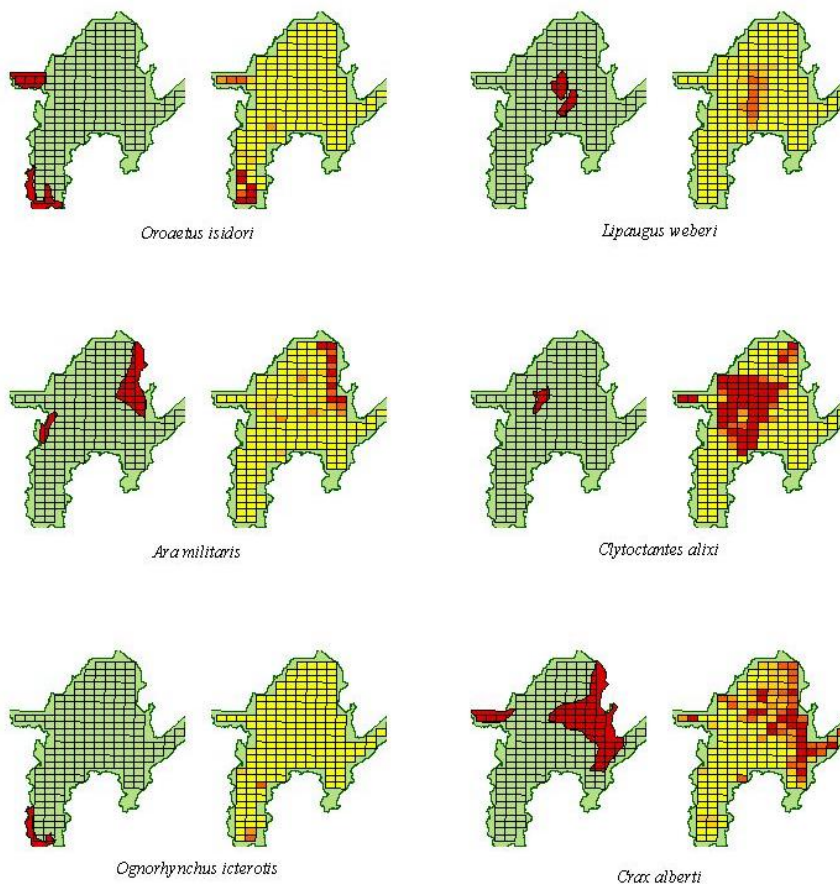 Oroaetus isidori
Lipaugus weberi
Ara militaris
Clytoctantes alixi
Ognorhynchus icterotis
Crax alberti